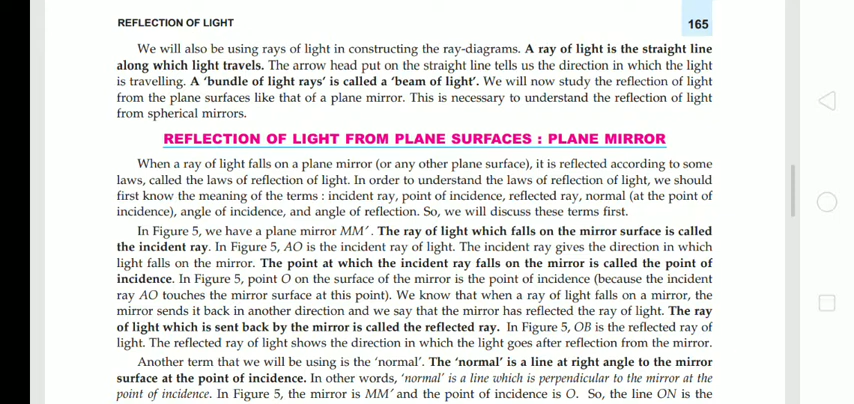 REFLECTION OF LIGHT
165
We will also be using rays of light in constructing the ray-diagrams. A ray of light is the straight line
along which light travels. The arrow head put on the straight line tells us the direction in which the light
is travelling. A ‘bundle of light rays’ is called a ‘beam of light’. We will now study the reflection of light
from the plane surfaces like that of a plane mirror. This is necessary to understand the reflection of light
from spherical mirrors.
REFLECTION OF LIGHT FROM PLANE SURFACES : PLANE MIRROR
When a ray of light falls on a plane mirror (or any other plane surface), it is reflected according to some
laws, called the laws of reflection of light. In order to understand the laws of reflection of light, we should
first know the meaning of the terms : incident ray, point of incidence, reflected ray, normal (at the point of
incidence), angle of incidence, and angle of reflection. So, we will discuss these terms first.
In Figure 5, we have a plane mirror MM′. The ray of light which falls on the mirror surface is called
the incident ray. In Figure 5, AO is the incident ray of light. The incident ray gives the direction in which
light falls on the mirror. The point at which the incident ray falls on the mirror is called the point of
incidence. In Figure 5, point O on the surface of the mirror is the point of incidence (because the incident
ray AO touches the mirror surface at this point). We know that when a ray of light falls on a mirror, the
mirror sends it back in another direction and we say that the mirror has reflected the ray of light. The ray
of light which is sent back by the mirror is called the reflected ray. In Figure 5, OB is the reflected ray of
light. The reflected ray of light shows the direction in which the light goes after reflection from the mirror.
Another term that we will be using is the ‘normal’. The ‘normal’ is a line at right angle to the mirror
surface at the point of incidence. In other words, ‘normal’ is a line which is perpendicular to the mirror at the
point of incidence. In Figure 5, the mirror is MM′ and the point of incidence is O. So, the line ON is the